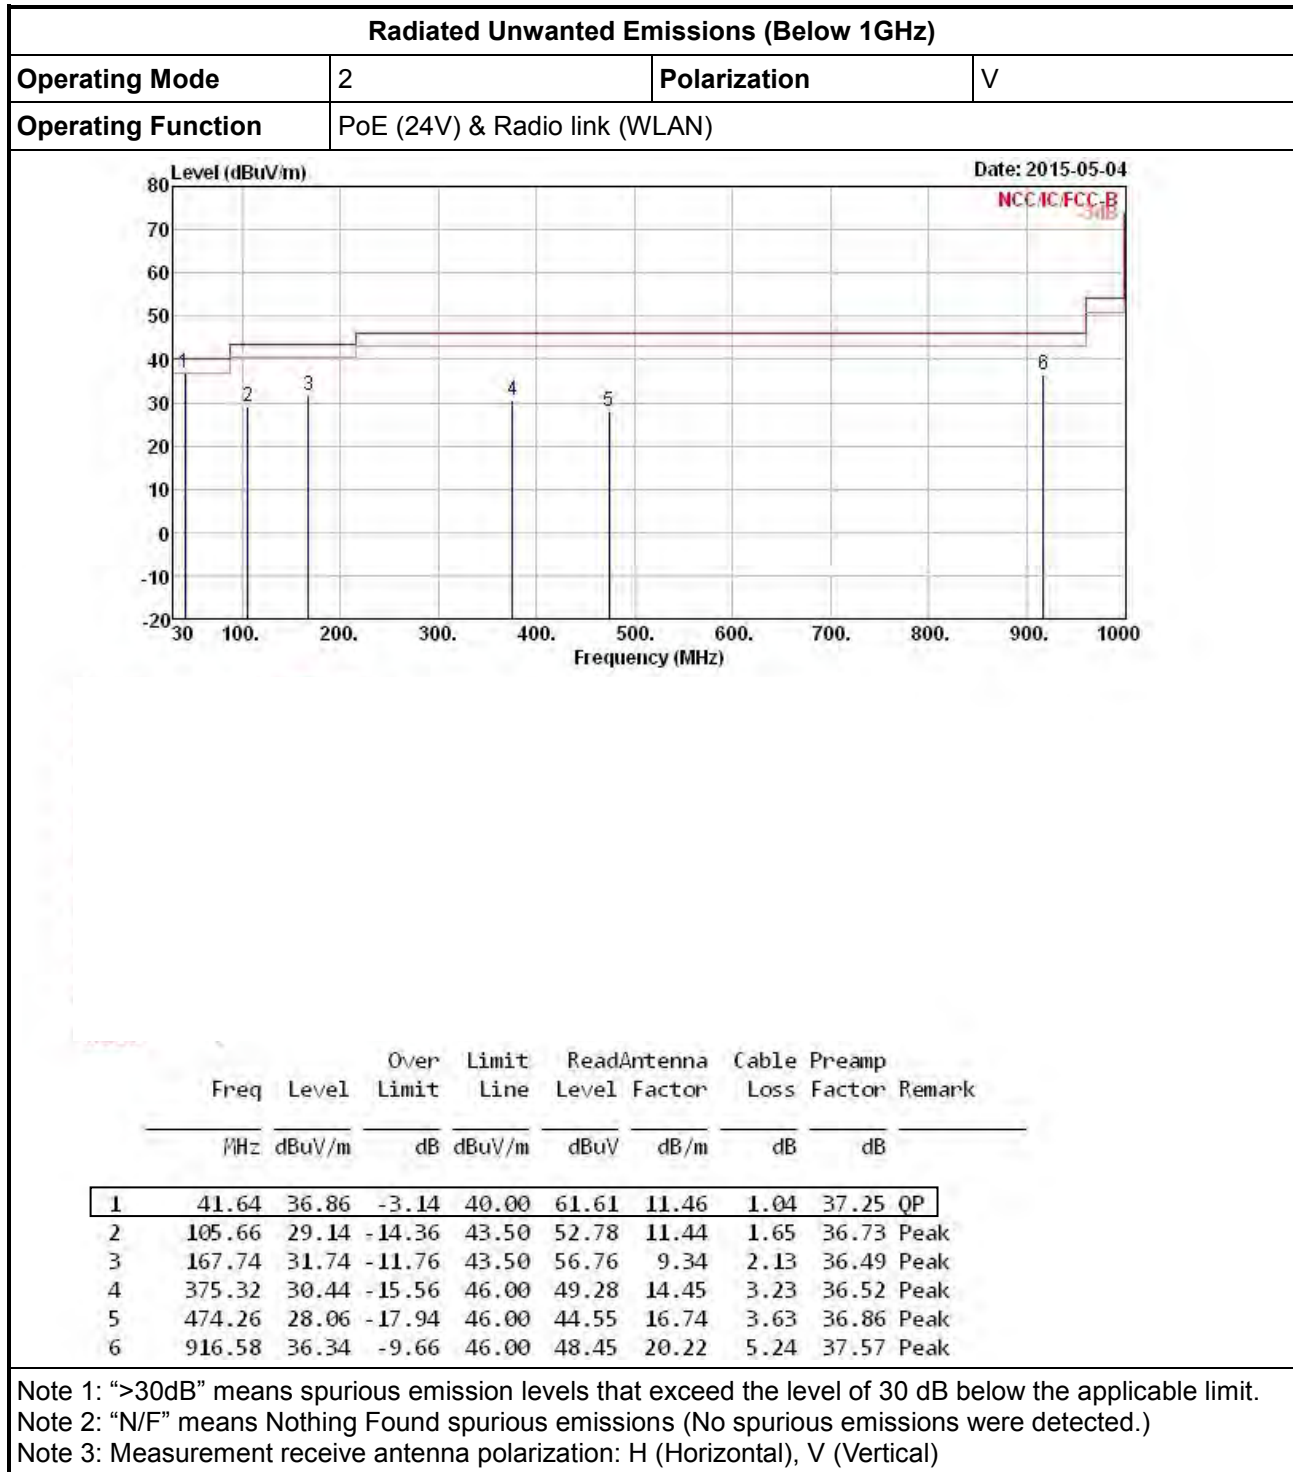 Radiated Unwanted Emissions (Below 1GHz)
Operating Mode 2 Polarization V
Operating Function PoE (24V) & Radio link (WLAN)
Level (dBuV/m) Date: 2015-05-04
80
NCC/IC/FCC-B
-3dB
70
60
50
40
30
20
10
0
-10
-20
1 2 3 4 5 6
30 100. 200. 300. 400. 500. 600. 700. 800. 900. 1000
Frequency (MHz)
Over Limit ReadAntenna Cable Preamp
Freq Level Limit Line Level Factor Loss Factor Remark
MHz dBuV/m dB dBuV/m dBuV dB/m dB dB
1 41.64 36.86 -3.14 40.00 61.61 11.46 1.04 37.25 QP
2 105.66 29.14 -14.36 43.50 52.78 11.44 1.65 36.73 Peak
3 167.74 31.74 -11.76 43.50 56.76 9.34 2.13 36.49 Peak
4 375.32 30.44 -15.56 46.00 49.28 14.45 3.23 36.52 Peak
5 474.26 28.06 -17.94 46.00 44.55 16.74 3.63 36.86 Peak
6 916.58 36.34 -9.66 46.00 48.45 20.22 5.24 37.57 Peak
Note 1: “>30dB” means spurious emission levels that exceed the level of 30 dB below the applicable limit.
Note 2: “N/F” means Nothing Found spurious emissions (No spurious emissions were detected.)
Note 3: Measurement receive antenna polarization: H (Horizontal), V (Vertical)